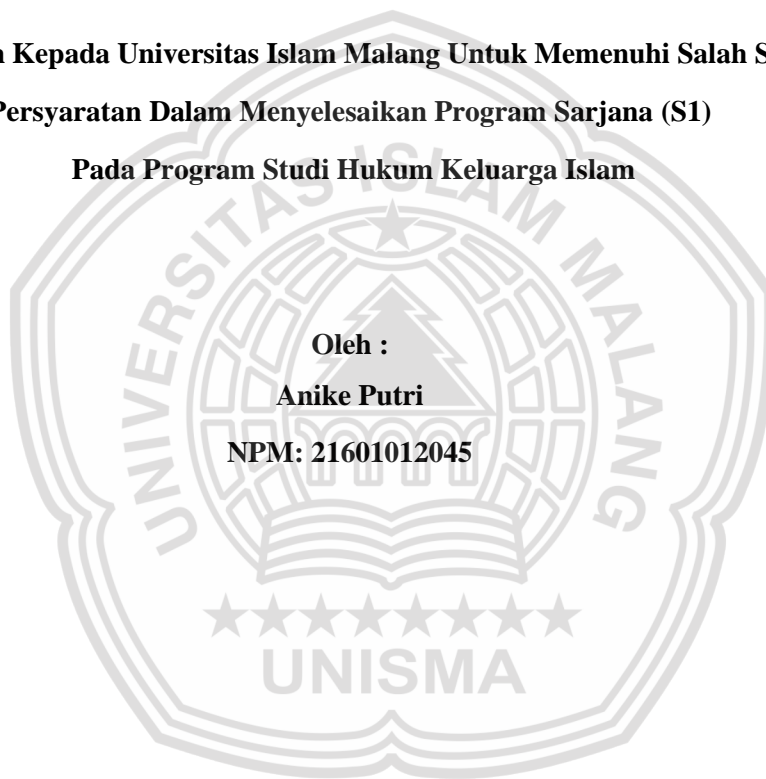 Kepada Universitas Islam Malang Untuk Memenuhi Salah
Persyaratan Dalam Menyelesaikan Program Sarjana (S1)
Pada Program Studi Hukum Keluarga Islam
UNIVERSITAS ISLAM MALANG
Oleh :
Anike Putri
NPM: 21601012045
UNISMA